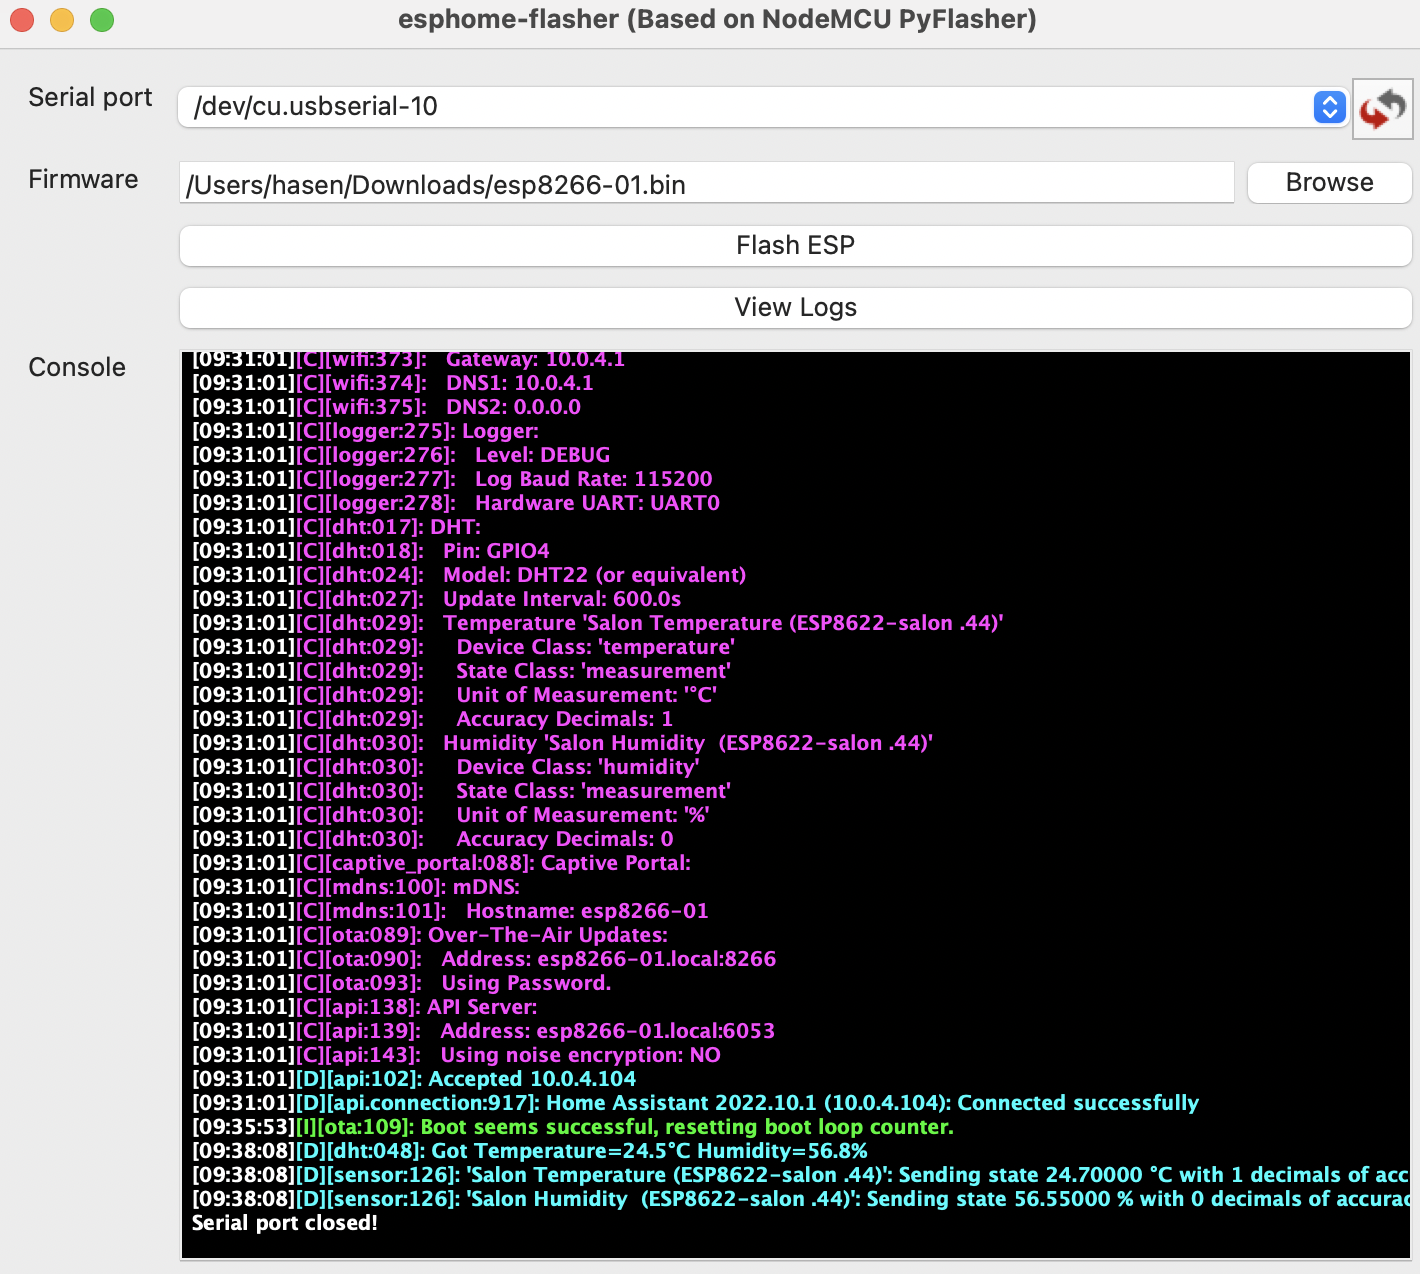 esphome-flasher (Based on NodeMCU PyFlasher)
Serial port
/dev/cu.usbserial-10
Firmware
/Users/hasen/Downloads/esp8266-01.bin
Browse
Flash ESP
View Logs
Console
[09:31:01][C][wifi:373]:   Gateway: 10.0.4.1
[09:31:01][C][wifi:374]:   DNS1: 10.0.4.1
[09:31:01][C][wifi:375]:   DNS2: 0.0.0.0
[09:31:01][C][logger:275]: Logger:
[09:31:01][C][logger:276]:   Level: DEBUG
[09:31:01][C][logger:277]:   Log Baud Rate: 115200
[09:31:01][C][logger:278]:   Hardware UART: UART0
[09:31:01][C][dht:017]: DHT:
[09:31:01][C][dht:018]:   Pin: GPIO4
[09:31:01][C][dht:024]:   Model: DHT22 (or equivalent)
[09:31:01][C][dht:027]:   Update Interval: 600.0s
[09:31:01][C][dht:029]:   Temperature 'Salon Temperature (ESP8622-salon .44)'
[09:31:01][C][dht:029]:     Device Class: 'temperature'
[09:31:01][C][dht:029]:     State Class: 'measurement'
[09:31:01][C][dht:029]:     Unit of Measurement: '°C'
[09:31:01][C][dht:029]:     Accuracy Decimals: 1
[09:31:01][C][dht:030]:   Humidity 'Salon Humidity  (ESP8622-salon .44)'
[09:31:01][C][dht:030]:     Device Class: 'humidity'
[09:31:01][C][dht:030]:     State Class: 'measurement'
[09:31:01][C][dht:030]:     Unit of Measurement: '%'
[09:31:01][C][dht:030]:     Accuracy Decimals: 0
[09:31:01][C][captive_portal:088]: Captive Portal:
[09:31:01][C][mdns:100]: mDNS:
[09:31:01][C][mdns:101]:   Hostname: esp8266-01
[09:31:01][C][ota:089]: Over-The-Air Updates:
[09:31:01][C][ota:090]:   Address: esp8266-01.local:8266
[09:31:01][C][ota:093]:   Using Password.
[09:31:01][C][api:138]: API Server:
[09:31:01][C][api:139]:   Address: esp8266-01.local:6053
[09:31:01][C][api:143]:   Using noise encryption: NO
[09:31:01][D][api:102]: Accepted 10.0.4.104
[09:31:01][D][api.connection:917]: Home Assistant 2022.10.1 (10.0.4.104): Connected successfully
[09:35:53][I][ota:109]: Boot seems successful, resetting boot loop counter.
[09:38:08][D][dht:048]: Got Temperature=24.5°C Humidity=56.8%
[09:38:08][D][sensor:126]: 'Salon Temperature (ESP8622-salon .44)': Sending state 24.70000 °C with 1 decimals of acc
[09:38:08][D][sensor:126]: 'Salon Humidity  (ESP8622-salon .44)': Sending state 56.55000 % with 0 decimals of accurac
Serial port closed!